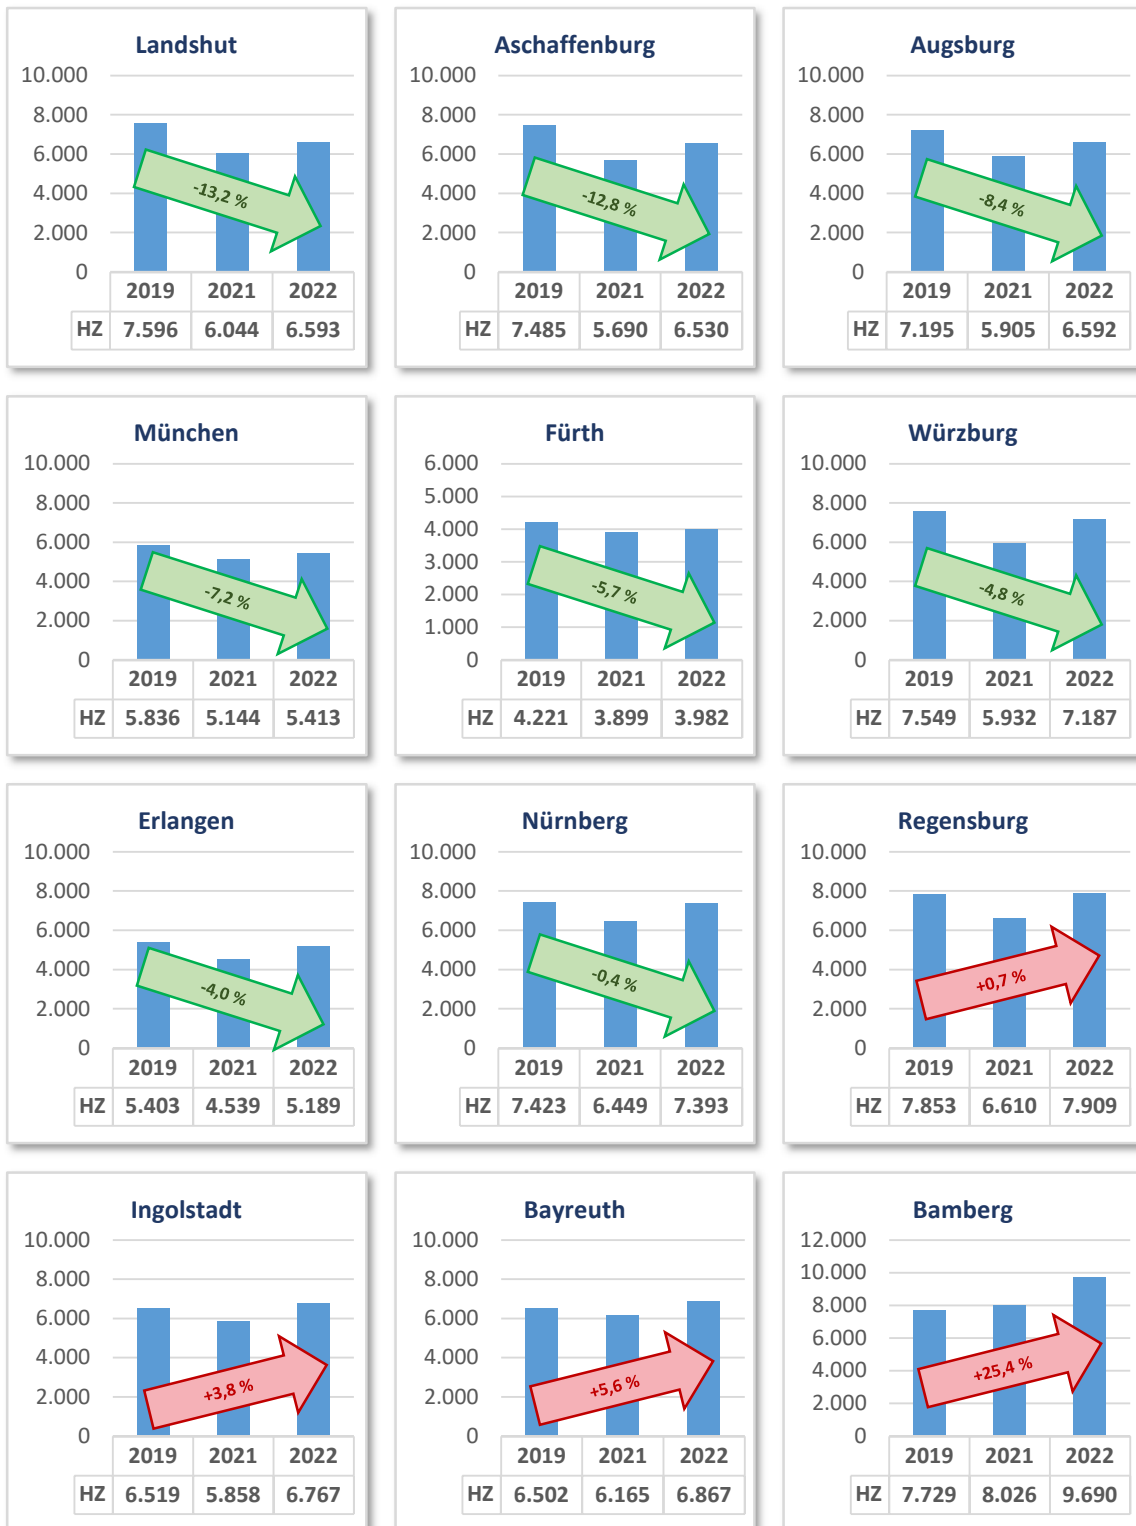 Landshut
10.000
8.000
6.000
4.000
2.000
0
-13,2 %
2019 2021 2022
HZ 7.596 6.044 6.593
Aschaffenburg
10.000
8.000
6.000
4.000
2.000
0
-12,8 %
2019 2021 2022
HZ 7.485 5.690 6.530
Augsburg
10.000
8.000
6.000
4.000
2.000
0
-8,4 %
2019 2021 2022
HZ 7.195 5.905 6.592
München
10.000
8.000
6.000
4.000
2.000
0
-7,2 %
2019 2021 2022
HZ 5.836 5.144 5.413
Fürth
6.000
5.000
4.000
3.000
2.000
1.000
0
-5,7 %
2019 2021 2022
HZ 4.221 3.899 3.982
Würzburg
10.000
8.000
6.000
4.000
2.000
0
-4,8 %
2019 2021 2022
HZ 7.549 5.932 7.187
Erlangen
10.000
8.000
6.000
4.000
2.000
0
-4,0 %
2019 2021 2022
HZ 5.403 4.539 5.189
Nürnberg
10.000
8.000
6.000
4.000
2.000
0
-0,4 %
2019 2021 2022
HZ 7.423 6.449 7.393
Regensburg
10.000
8.000
6.000
4.000
2.000
0
+0,7 %
2019 2021 2022
HZ 7.853 6.610 7.909
Ingolstadt
10.000
8.000
6.000
4.000
2.000
0
+3,8 %
2019 2021 2022
HZ 6.519 5.858 6.767
Bayreuth
10.000
8.000
6.000
4.000
2.000
0
+5,6 %
2019 2021 2022
HZ 6.502 6.165 6.867
Bamberg
12.000
10.000
8.000
6.000
4.000
2.000
0
+25,4 %
2019 2021 2022
HZ 7.729 8.026 9.690